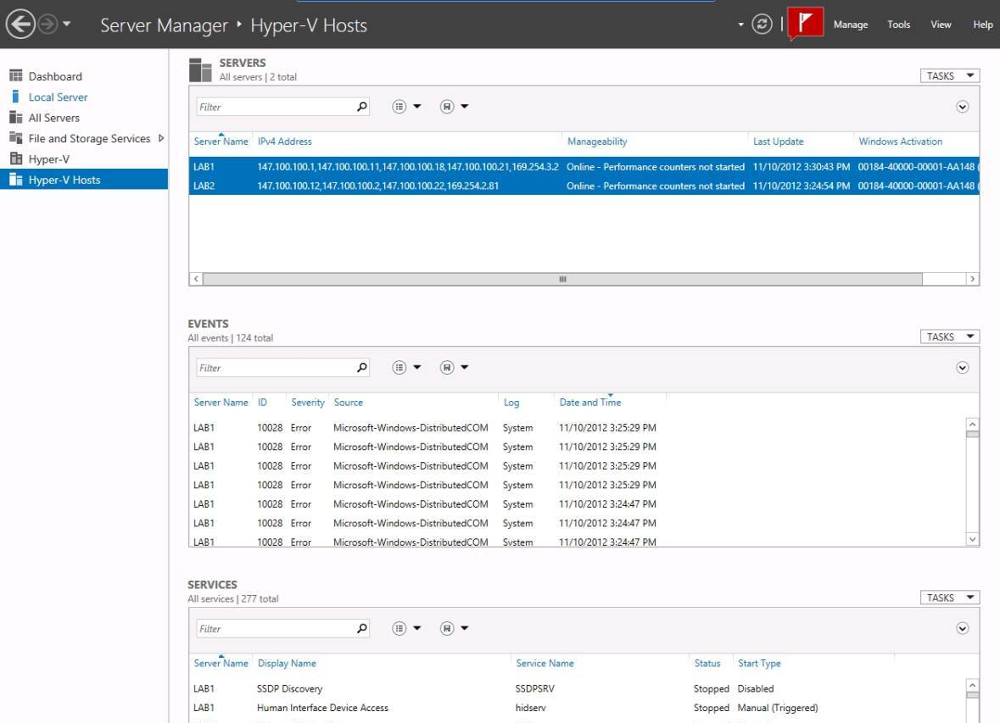 Server Manager ‣ Hyper-V Hosts
Manage Tools View Help
Dashboard
Local Server
All Servers
File and Storage Services
Hyper-V
Hyper-V Hosts
SERVERS
All servers | 2 total
TASKS
Filter
Server Name IPv4 Address Manageability Last Update Windows Activation
LAB1 147.100.100.1,147.100.100.11,147.100.100.18,147.100.100.21,169.254.3.2 Online - Performance counters not started 11/10/2012 3:30:43 PM 00184-40000-00001-AA148 (
LAB2 147.100.100.12,147.100.100.2,147.100.100.22,169.254.2.81 Online - Performance counters not started 11/10/2012 3:24:54 PM 00184-40000-00001-AA148 (
EVENTS
All events | 124 total
TASKS
Filter
Server Name ID Severity Source Log Date and Time
LAB1 10028 Error Microsoft-Windows-DistributedCOM System 11/10/2012 3:25:29 PM
LAB1 10028 Error Microsoft-Windows-DistributedCOM System 11/10/2012 3:25:29 PM
LAB1 10028 Error Microsoft-Windows-DistributedCOM System 11/10/2012 3:25:29 PM
LAB1 10028 Error Microsoft-Windows-DistributedCOM System 11/10/2012 3:25:29 PM
LAB1 10028 Error Microsoft-Windows-DistributedCOM System 11/10/2012 3:24:47 PM
LAB1 10028 Error Microsoft-Windows-DistributedCOM System 11/10/2012 3:24:47 PM
LAB1 10028 Error Microsoft-Windows-DistributedCOM System 11/10/2012 3:24:47 PM
SERVICES
All services | 277 total
TASKS
Filter
Server Name Display Name Service Name Status Start Type
LAB1 SSDP Discovery SSDPSRV Stopped Disabled
LAB1 Human Interface Device Access hidserv Stopped Manual (Triggered)